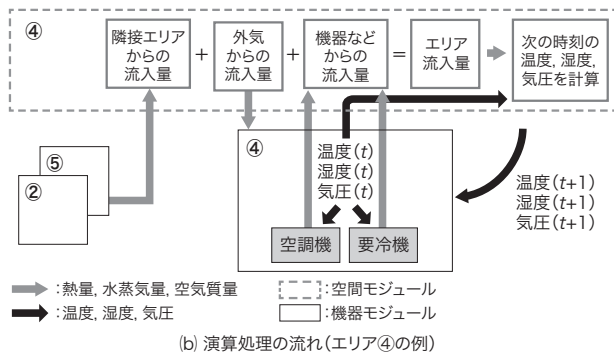 ④
隣接エリア
からの
流入量
+
外気
からの
流入量
+
機器など
からの
流入量
=
エリア
流入量
次の時刻の
温度, 湿度,
気圧を計算
④
温度(t)
湿度(t)
気圧(t)
空調機
要冷機
⑤
②
温度(t+1)
湿度(t+1)
気圧(t+1)
:熱量, 水蒸気量, 空気質量
:空間モジュール
:温度, 湿度, 気圧
:機器モジュール
(b) 演算処理の流れ(エリア④の例)